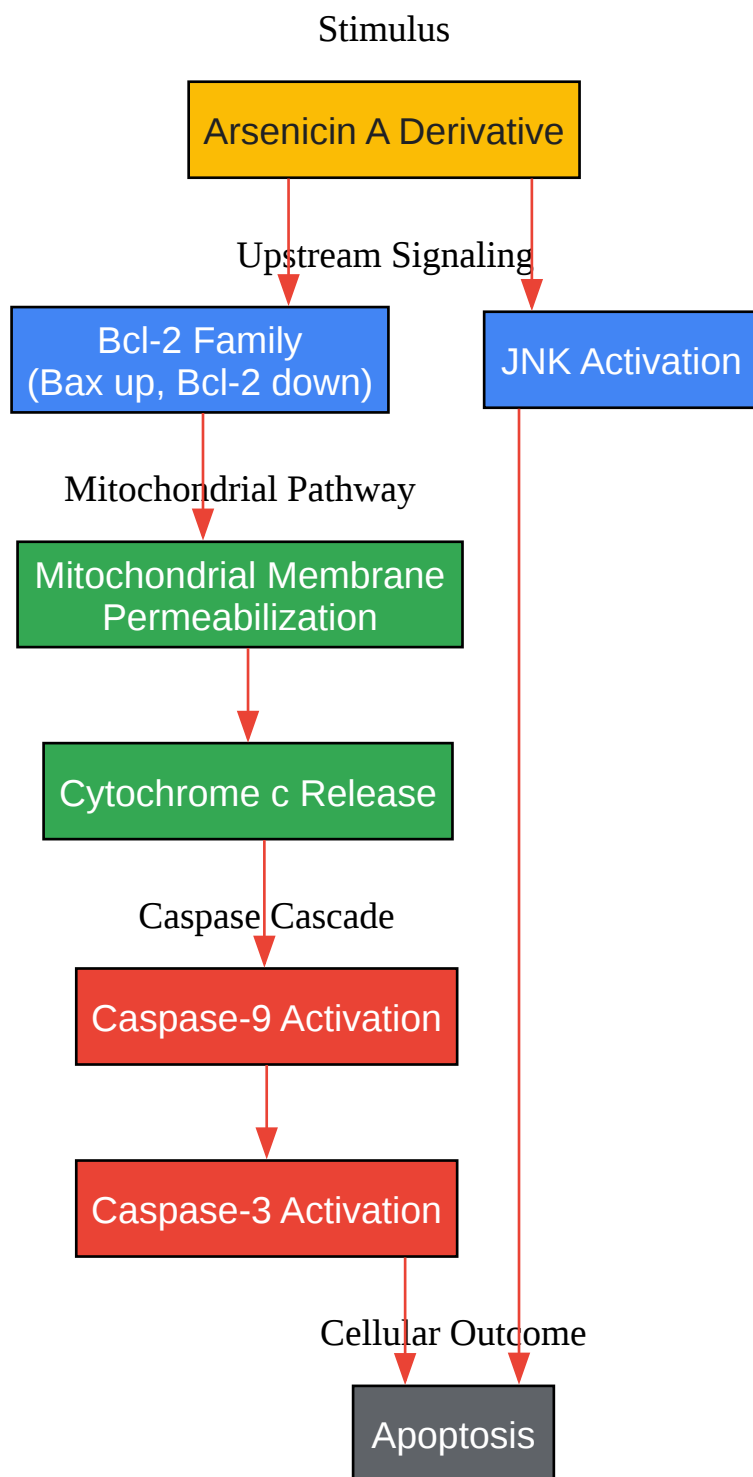 Stimulus
Arsenicin A Derivative
Upstream Signaling
Bcl-2 Family
(Bax up, Bcl-2 down)
JNK Activation
Mitochondrial Pathway
Mitochondrial Membrane
Permeabilization
Cytochrome c Release
Caspase Cascade
Caspase-9 Activation
Caspase-3 Activation
Cellular Outcome
Apoptosis